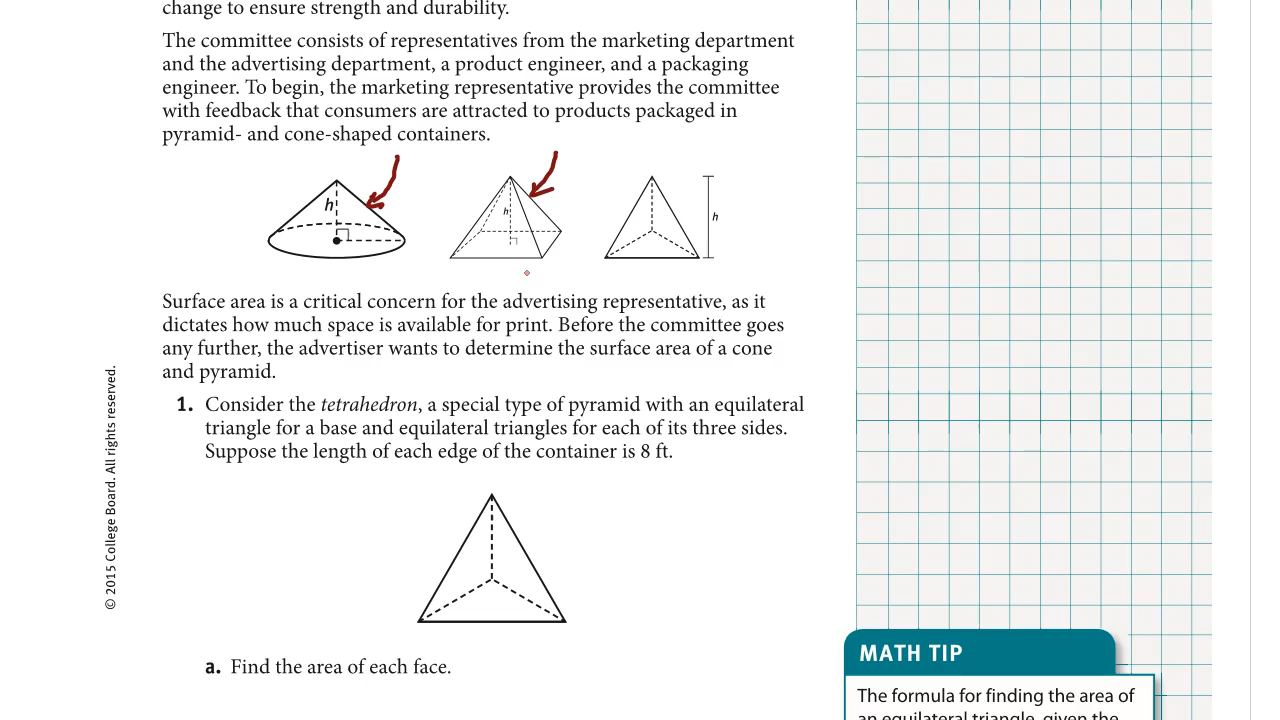 change to ensure strength and durability.
The committee consists of representatives from the marketing department
and the advertising department, a product engineer, and a packaging
engineer. To begin, the marketing representative provides the committee
with feedback that consumers are attracted to products packaged in
pyramid- and cone-shaped containers.
h
h
h
Surface area is a critical concern for the advertising representative, as it
dictates how much space is available for print. Before the committee goes
any further, the advertiser wants to determine the surface area of a cone
and pyramid.
1. Consider the tetrahedron, a special type of pyramid with an equilateral
triangle for a base and equilateral triangles for each of its three sides.
Suppose the length of each edge of the container is 8 ft.
a. Find the area of each face.
© 2015 College Board. All rights reserved.
MATH TIP
The formula for finding the area of
an equilateral triangle, given the